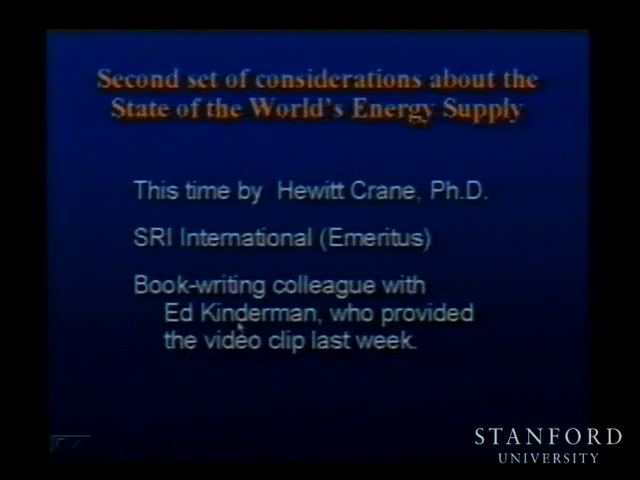 Second set of considerations about the
State of the World's Energy Supply
This time by Hewitt Crane, Ph.D.
SRI International (Emeritus)
Book-writing colleague with
Ed Kinderman, who provided
the video clip last week.
STANFORD
UNIVERSITY